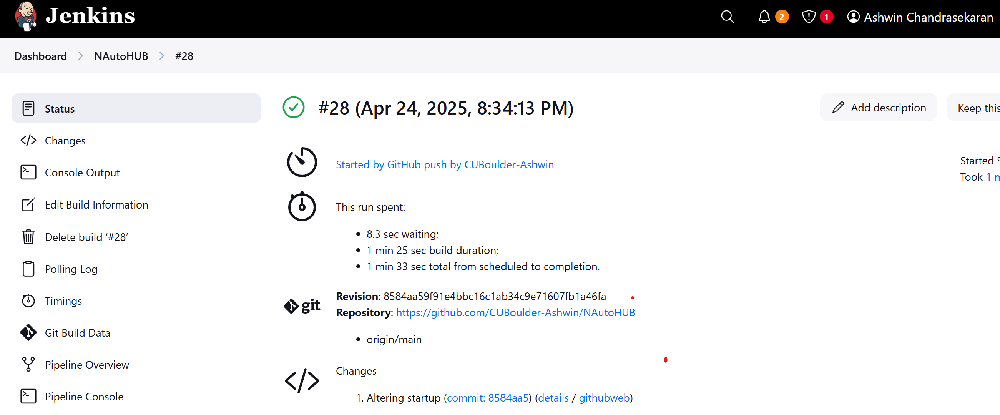 Jenkins
2
1
Ashwin Chandrasekaran
Dashboard
NAutoHUB
#28
Status
Changes
Console Output
Edit Build Information
Delete build ‘#28’
Polling Log
Timings
Git Build Data
Pipeline Overview
Pipeline Console
#28 (Apr 24, 2025, 8:34:13 PM)
Add description
Keep this
Started by GitHub push by CUBoulder-Ashwin
Started
Took 1 m
This run spent:
8.3 sec waiting;
1 min 25 sec build duration;
1 min 33 sec total from scheduled to completion.
git
Revision: 8584aa59f91e4bbc16c1ab34c9e71607fb1a46fa
Repository: https://github.com/CUBoulder-Ashwin/NAutoHUB
origin/main
Changes
1. Altering startup (commit: 8584aa5) (details / githubweb)